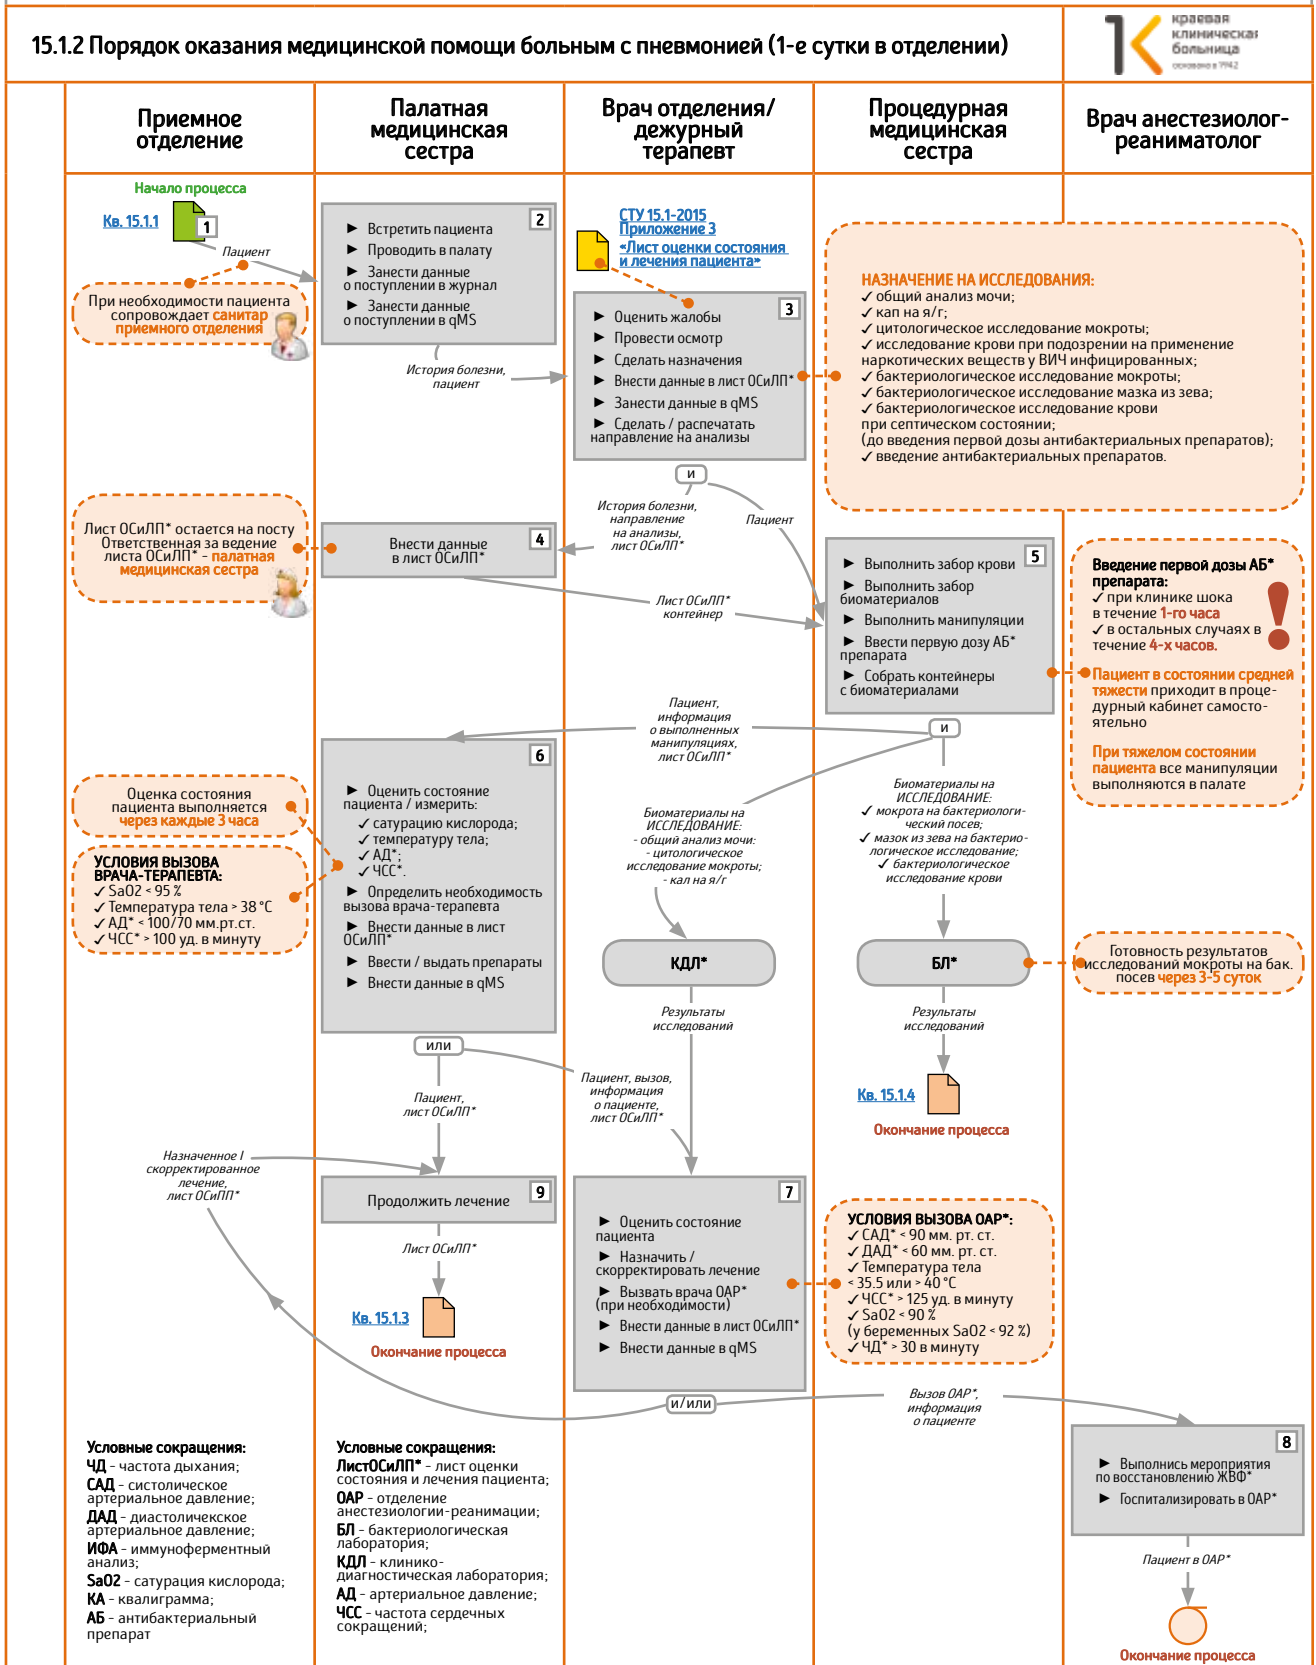 15.1.2 Порядок оказания медицинской помощи больным с пневмонией (1-е сутки в отделении)
краевая
клиническая
больница
основана в 1942
Приемное
отделение
Палатная
медицинская
сестра
Врач отделения/
дежурный
терапевт
Процедурная
медицинская
сестра
Врач анестезиолог-
реаниматолог
Начало процесса
Кв. 15.1.1
1
Пациент
При необходимости пациента
сопровождает санитар
приемного отделения
2
► Встретить пациента
► Проводить в палату
► Занести данные
о поступлении в журнал
► Занести данные
о поступлении в qMS
История болезни,
пациент
СТУ 15.1-2015
Приложение 3
«Лист оценки состояния
и лечения пациента»
3
► Оценить жалобы
► Провести осмотр
► Сделать назначения
► Внести данные в лист ОСиЛП*
► Занести данные в qMS
► Сделать / распечатать
направление на анализы
НАЗНАЧЕНИЕ НА ИССЛЕДОВАНИЯ:
✓ общий анализ мочи;
✓ кап на я/г;
✓ цитологическое исследование мокроты;
✓ исследование крови при подозрении на применение
наркотических веществ у ВИЧ инфицированных;
✓ бактериологическое исследование мокроты;
✓ бактериологическое исследование мазка из зева;
✓ бактериологическое исследование крови
при септическом состоянии;
(до введения первой дозы антибактериальных препаратов);
✓ введение антибактериальных препаратов.
и
История болезни,
направление
на анализы,
лист ОСиЛП*
Пациент
Лист ОСиЛП* остается на посту
Ответственная за ведение
листа ОСиЛП* - палатная
медицинская сестра
4
Внести данные
в лист ОСиЛП*
Лист ОСиЛП*
контейнер
5
► Выполнить забор крови
► Выполнить забор
биоматериалов
► Выполнить манипуляции
► Ввести первую дозу АБ*
препарата
► Собрать контейнеры
с биоматериалами
Введение первой дозы АБ*
препарата:
✓ при клинике шока
в течение 1-го часа
✓ в остальных случаях в
течение 4-х часов.
!
Пациент в состоянии средней
тяжести приходит в проце-
дурный кабинет самосто-
ятельно
При тяжелом состоянии
пациента все манипуляции
выполняются в палате
Пациент,
информация
о выполненных
манипуляциях,
лист ОСиЛП*
и
6
► Оценить состояние
пациента / измерить:
✓ сатурацию кислорода;
✓ температуру тела;
✓ АД*;
✓ ЧСС*.
► Определить необходимость
вызова врача-терапевта
► Внести данные в лист
ОСиЛП*
► Ввести / выдать препараты
► Внести данные в qMS
Оценка состояния
пациента выполняется
через каждые 3 часа
УСЛОВИЯ ВЫЗОВА
ВРАЧА-ТЕРАПЕВТА:
✓ SaO2 < 95 %
✓ Температура тела > 38 °C
✓ АД* < 100/70 мм.рт.ст.
✓ ЧСС* > 100 уд. в минуту
Биоматериалы на
ИССЛЕДОВАНИЕ:
- общий анализ мочи:
- цитологическое
исследование мокроты;
- кал на я/г
Биоматериалы на
ИССЛЕДОВАНИЕ:
✓ мокрота на бактериологи-
ческий посев;
✓ мазок из зева на бактерио-
логическое исследование;
✓ бактериологическое
исследование крови
КДЛ*
БЛ*
Готовность результатов
исследований мокроты на бак.
посев через 3-5 суток
Результаты
исследований
Результаты
исследований
или
Пациент,
лист ОСиЛП*
Пациент, вызов,
информация
о пациенте,
лист ОСиЛП*
Кв. 15.1.4
Окончание процесса
Назначенное I
скорректированное
лечение,
лист ОСиПП*
9
Продолжить лечение
Лист ОСиЛП*
Кв. 15.1.3
Окончание процесса
7
► Оценить состояние
пациента
► Назначить /
скорректировать лечение
► Вызвать врача ОАР*
(при необходимости)
► Внести данные в лист ОСиЛП*
► Внести данные в qMS
УСЛОВИЯ ВЫЗОВА ОАР*:
✓ САД* < 90 мм. рт. ст.
✓ ДАД* < 60 мм. рт. ст.
✓ Температура тела
< 35.5 или > 40 °C
✓ ЧСС* > 125 уд. в минуту
✓ SaO2 < 90 %
(у беременных SaO2 < 92 %)
✓ ЧД* > 30 в минуту
и/или
Вызов ОАР*,
информация
о пациенте
8
► Выполнись мероприятия
по восстановлению ЖВФ*
► Госпитализировать в ОАР*
Пациент в ОАР*
Окончание процесса
Условные сокращения:
ЧД - частота дыхания;
САД - систолическое
артериальное давление;
ДАД - диастоличекское
артериальное давление;
ИФА - иммуноферментный
анализ;
SaO2 - сатурация кислорода;
КА - квалиграмма;
АБ - антибактериальный
препарат
Условные сокращения:
ЛистОСиЛП* - лист оценки
состояния и лечения пациента;
ОАР - отделение
анестезиологии-реанимации;
БЛ - бактериологическая
лаборатория;
КДЛ - клинико-
диагностическая лаборатория;
АД - артериальное давление;
ЧСС - частота сердечных
сокращений;